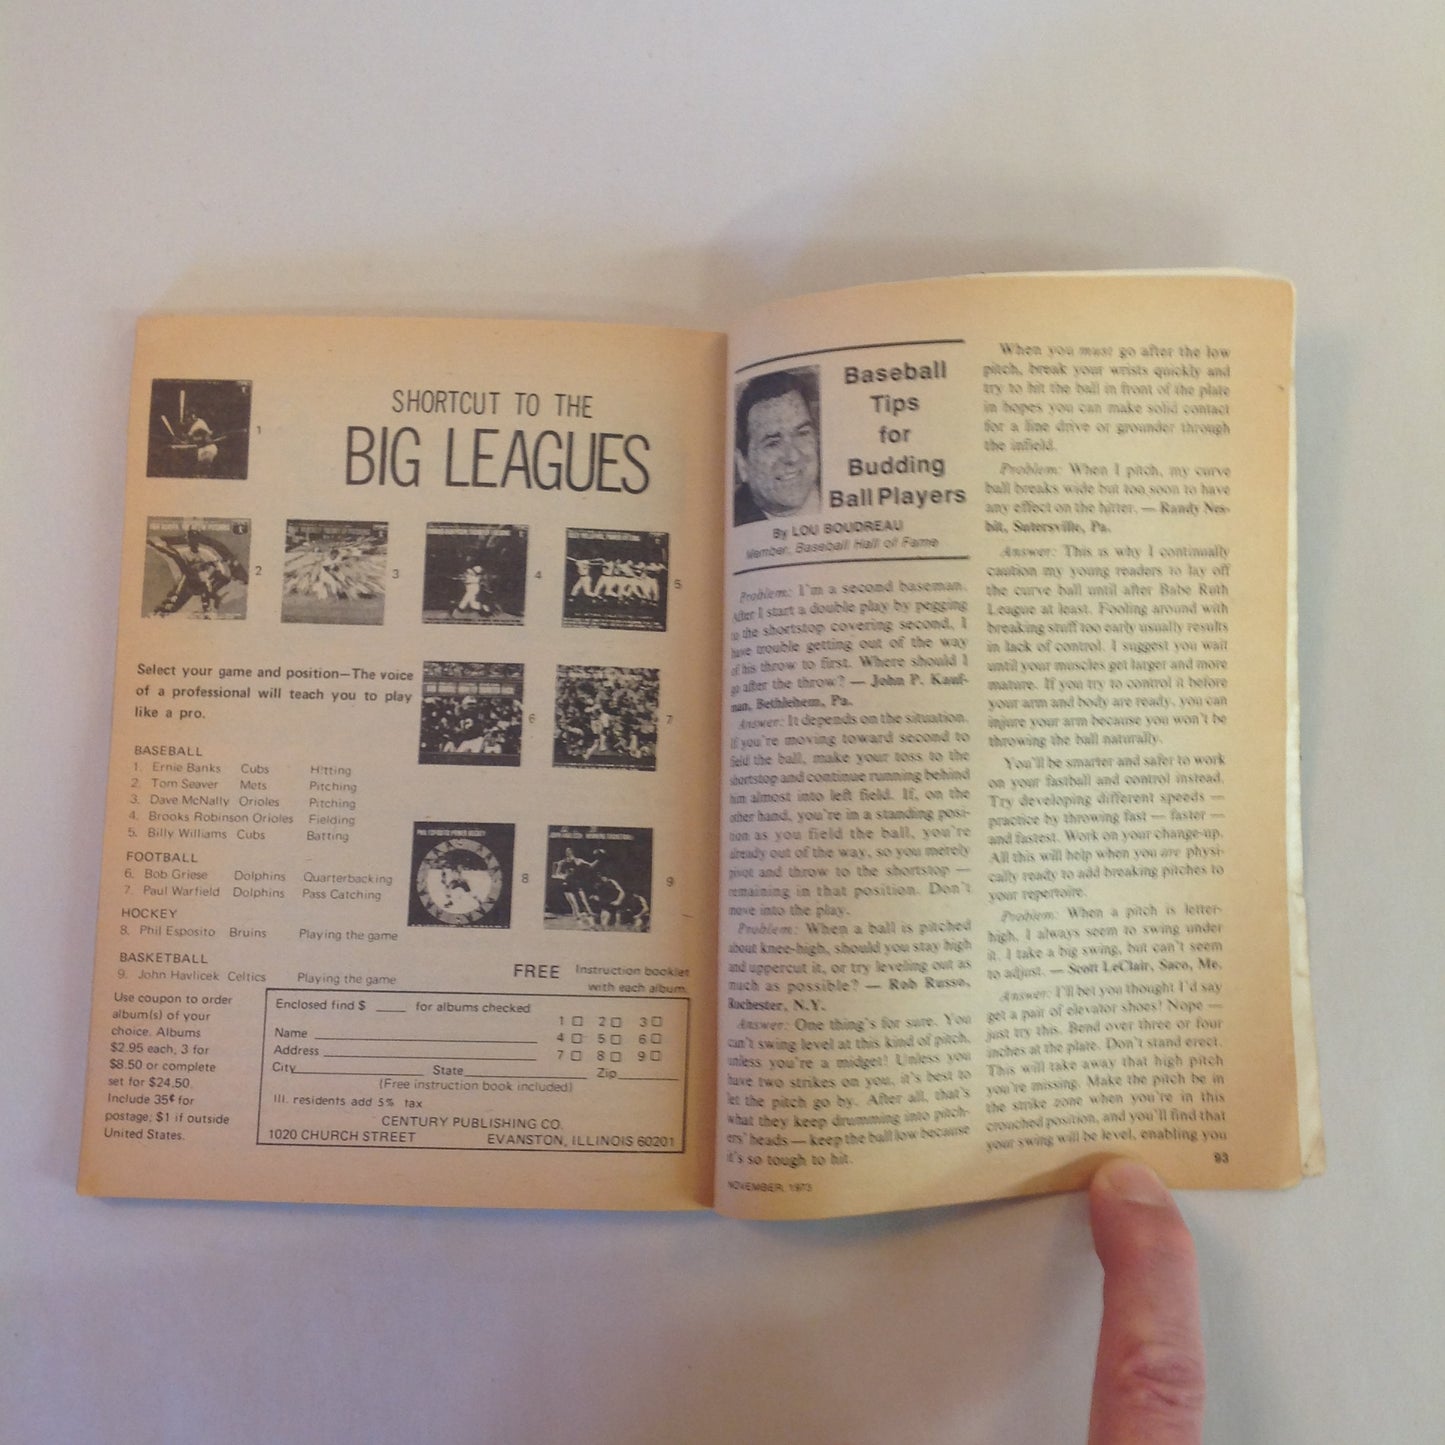 SHORTCUT TO THE
BIG LEAGUES
1
2
3
4
5
6
7
8
9
Select your game and position—The voice
of a professional will teach you to play
like a pro.
BASEBALL
1. Ernie Banks Cubs Hitting
2. Tom Seaver Mets Pitching
3. Dave McNally Orioles Pitching
4. Brooks Robinson Orioles Fielding
5. Billy Williams Cubs Batting
FOOTBALL
6. Bob Griese Dolphins Quarterbacking
7. Paul Warfield Dolphins Pass Catching
HOCKEY
8. Phil Esposito Bruins Playing the game
BASKETBALL
9. John Havlicek Celtics Playing the game
Use coupon to order
album(s) of your
choice. Albums
$2.95 each, 3 for
$8.50 or complete
set for $24.50.
Include 35¢ for
postage; $1 if outside
United States.
FREE Instruction booklet
with each album.
Enclosed find $ ____ for albums checked
1 □ 2 □ 3 □
Name
4 □ 5 □ 6 □
Address
7 □ 8 □ 9 □
City State Zip
(Free instruction book included)
Ill. residents add 5% tax
CENTURY PUBLISHING CO.
1020 CHURCH STREET EVANSTON, ILLINOIS 60201
Baseball
Tips
for
Budding
Ball Players
By LOU BOUDREAU
Member, Baseball Hall of Fame
Problem: I'm a second baseman.
After I start a double play by pegging
to the shortstop covering second, I
have trouble getting out of the way
of his throw to first. Where should I
go after the throw? — John P. Kauf-
man, Bethlehem, Pa.
Answer: It depends on the situation.
If you're moving toward second to
field the ball, make your toss to the
shortstop and continue running behind
him almost into left field. If, on the
other hand, you're in a standing posi-
tion as you field the ball, you're
already out of the way, so you merely
pivot and throw to the shortstop —
remaining in that position. Don't
move into the play.
Problem: When a ball is pitched
about knee-high, should you stay high
and uppercut it, or try leveling out as
much as possible? — Rob Russo,
Rochester, N.Y.
Answer: One thing's for sure. You
can't swing level at this kind of pitch,
unless you're a midget! Unless you
have two strikes on you, it's best to
let the pitch go by. After all, that's
what they keep drumming into pitch-
ers' heads — keep the ball low because
it's so tough to hit.
NOVEMBER, 1973
When you must go after the low
pitch, break your wrists quickly and
try to hit the ball in front of the plate
in hopes you can make solid contact
for a line drive or grounder through
the infield.
Problem: When I pitch, my curve
ball breaks wide but too soon to have
any effect on the hitter. — Randy Nes-
bit, Sutersville, Pa.
Answer: This is why I continually
caution my young readers to lay off
the curve ball until after Babe Ruth
League at least. Fooling around with
breaking stuff too early usually results
in lack of control. I suggest you wait
until your muscles get larger and more
mature. If you try to control it before
your arm and body are ready, you can
injure your arm because you won't be
throwing the ball naturally.
You'll be smarter and safer to work
on your fastball and control instead.
Try developing different speeds —
practice by throwing fast — faster —
and fastest. Work on your change-up.
All this will help when you are physi-
cally ready to add breaking pitches to
your repertoire.
Problem: When a pitch is letter-
high, I always seem to swing under
it. I take a big swing, but can't seem
to adjust. — Scott LeClair, Saco, Me.
Answer: I'll bet you thought I'd say
get a pair of elevator shoes! Nope —
just try this. Bend over three or four
inches at the plate. Don't stand erect.
This will take away that high pitch
you're missing. Make the pitch be in
the strike zone when you're in this
crouched position, and you'll find that
your swing will be level, enabling you
93